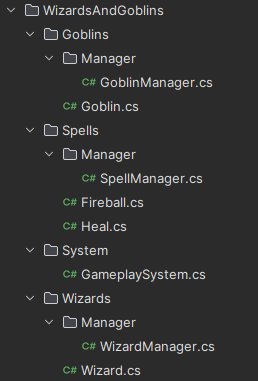 WizardsAndGoblins
Goblins
Manager
C# GoblinManager.cs
C# Goblin.cs
Spells
Manager
C# SpellManager.cs
C# Fireball.cs
C# Heal.cs
System
C# GameplaySystem.cs
Wizards
Manager
C# WizardManager.cs
C# Wizard.cs